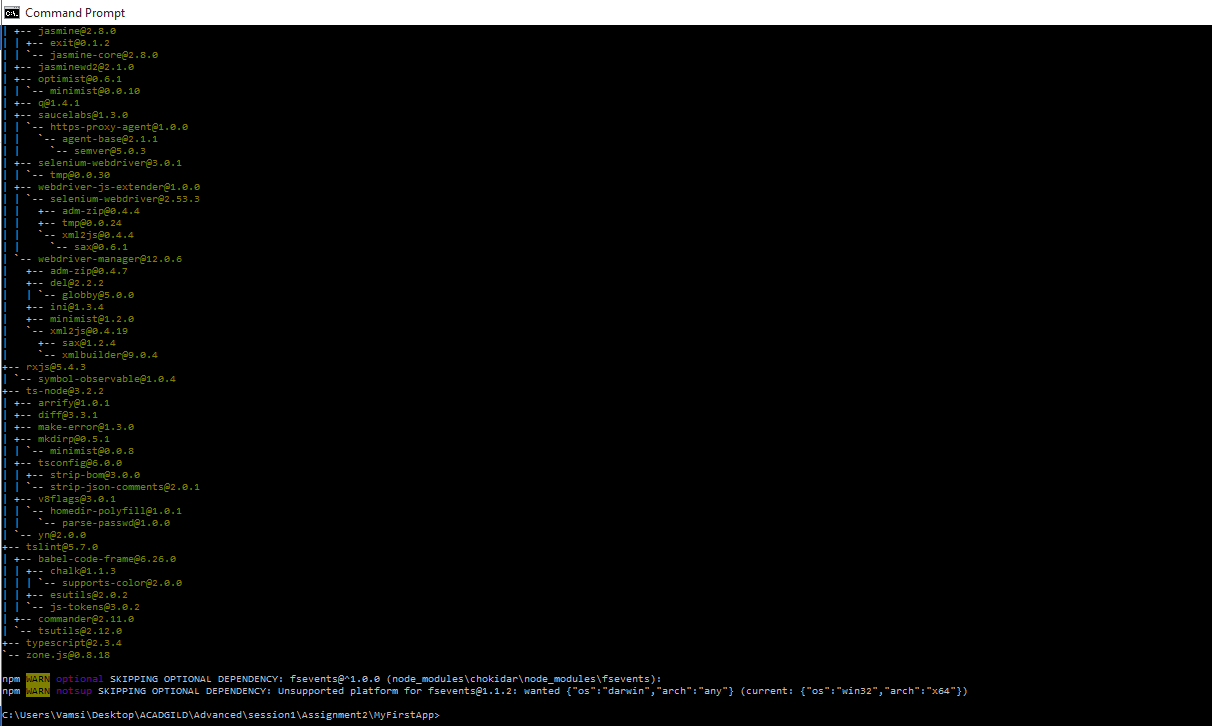 Command Prompt
| +-- jasmine@2.8.0
| | +-- exit@0.1.2
| | `-- jasmine-core@2.8.0
| +-- jasminewd2@2.1.0
| +-- optimist@0.6.1
| | `-- minimist@0.0.10
| +-- q@1.4.1
| +-- saucelabs@1.3.0
| | `-- https-proxy-agent@1.0.0
| |   `-- agent-base@2.1.1
| |     `-- semver@5.0.3
| +-- selenium-webdriver@3.0.1
| | `-- tmp@0.0.30
| +-- webdriver-js-extender@1.0.0
| | `-- selenium-webdriver@2.53.3
| |   +-- adm-zip@0.4.4
| |   +-- tmp@0.0.24
| |   `-- xml2js@0.4.4
| |     `-- sax@0.6.1
| `-- webdriver-manager@12.0.6
|   +-- adm-zip@0.4.7
|   +-- del@2.2.2
|   | `-- globby@5.0.0
|   +-- ini@1.3.4
|   +-- minimist@1.2.0
|   `-- xml2js@0.4.19
|     +-- sax@1.2.4
|     `-- xmlbuilder@9.0.4
+-- rxjs@5.4.3
| `-- symbol-observable@1.0.4
+-- ts-node@3.2.2
| +-- arrify@1.0.1
| +-- diff@3.3.1
| +-- make-error@1.3.0
| +-- mkdirp@0.5.1
| | `-- minimist@0.0.8
| +-- tsconfig@6.0.0
| | +-- strip-bom@3.0.0
| | `-- strip-json-comments@2.0.1
| +-- v8flags@3.0.1
| | `-- homedir-polyfill@1.0.1
| |   `-- parse-passwd@1.0.0
| `-- yn@2.0.0
+-- tslint@5.7.0
| +-- babel-code-frame@6.26.0
| | +-- chalk@1.1.3
| | | `-- supports-color@2.0.0
| | +-- esutils@2.0.2
| | `-- js-tokens@3.0.2
| +-- commander@2.11.0
| `-- tsutils@2.12.0
+-- typescript@2.3.4
`-- zone.js@0.8.18
npm WARN optional SKIPPING OPTIONAL DEPENDENCY: fsevents@^1.0.0 (node_modules\chokidar\node_modules\fsevents):
npm WARN notsup SKIPPING OPTIONAL DEPENDENCY: Unsupported platform for fsevents@1.1.2: wanted {"os":"darwin","arch":"any"} (current: {"os":"win32","arch":"x64"})
C:\Users\Vamsi\Desktop\ACADGILD\Advanced\session1\Assignment2\MyFirstApp>